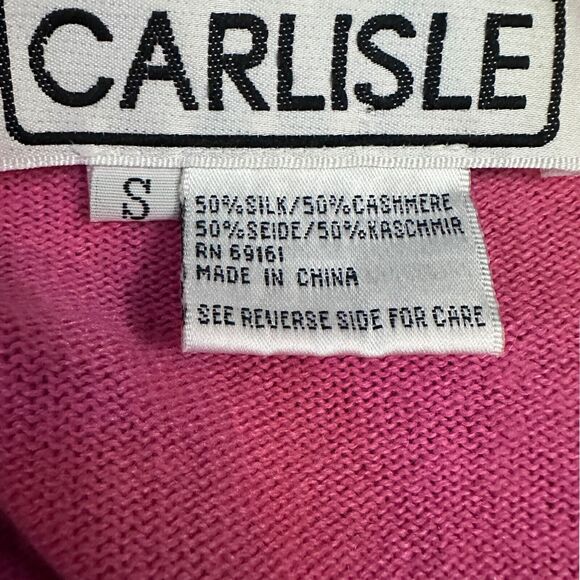 CARLISLE
S
50%SILK/50%CASHMERE
50%SEIDE/50%KASCHMIR
RN 69161
MADE IN CHINA
SEE REVERSE SIDE FOR CARE